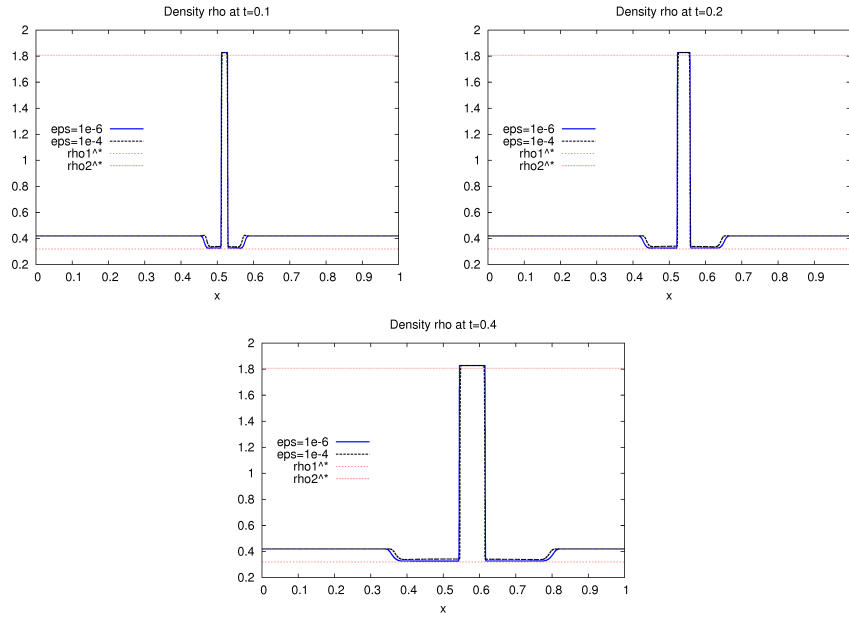 Density rho at t=0.1
2
1.8
1.6
1.4
1.2
1
0.8
0.6
0.4
0.2
eps=1e-6
eps=1e-4
rho1^*
rho2^*
0 0.1 0.2 0.3 0.4 0.5 0.6 0.7 0.8 0.9 1
x
Density rho at t=0.2
2
1.8
1.6
1.4
1.2
1
0.8
0.6
0.4
0.2
eps=1e-6
eps=1e-4
rho1^*
rho2^*
0 0.1 0.2 0.3 0.4 0.5 0.6 0.7 0.8 0.9
x
Density rho at t=0.4
2
1.8
1.6
1.4
1.2
1
0.8
0.6
0.4
0.2
eps=1e-6
eps=1e-4
rho1^*
rho2^*
0 0.1 0.2 0.3 0.4 0.5 0.6 0.7 0.8 0.9 1
x